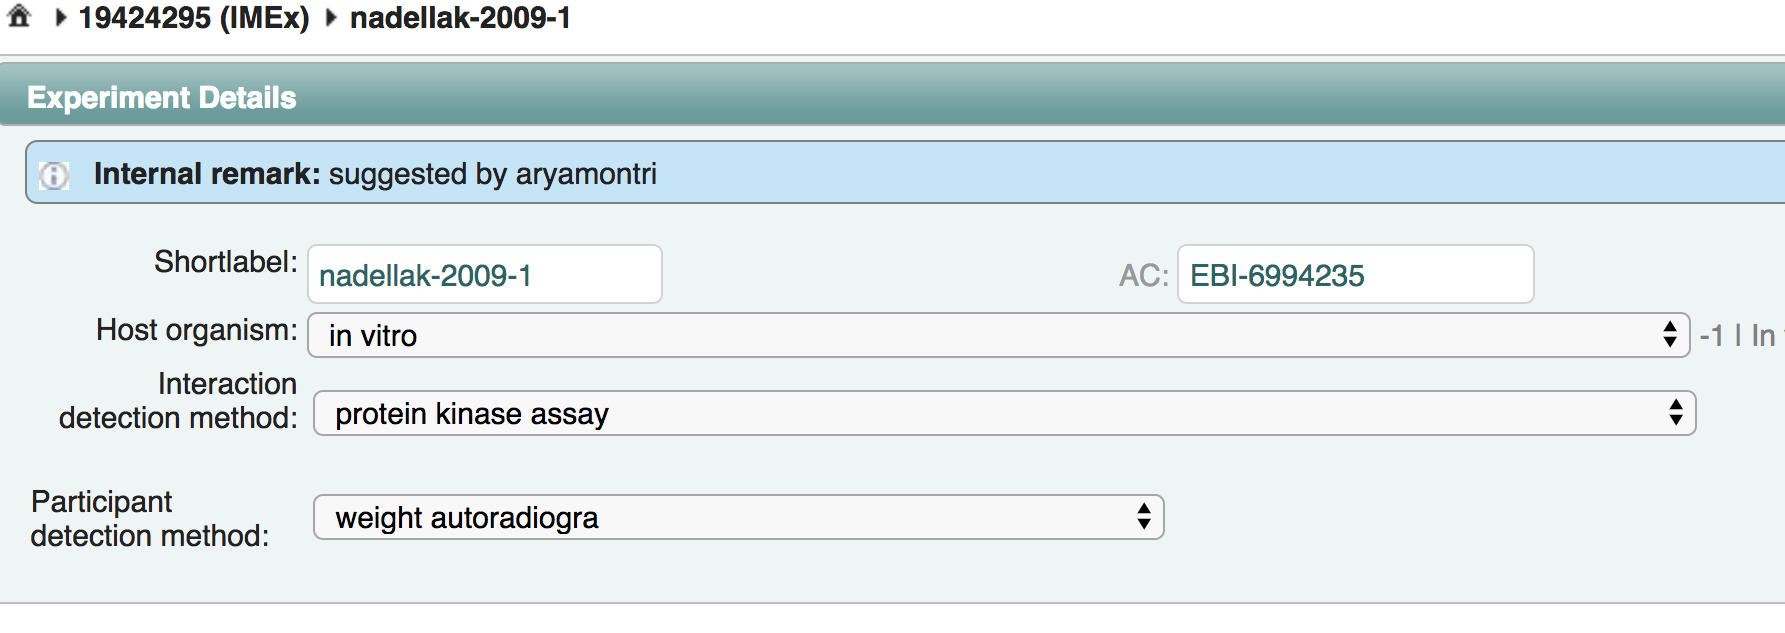 19424295 (IMEx) nadellak-2009-1
Experiment Details
Internal remark: suggested by aryamontri
Shortlabel: nadellak-2009-1 AC: EBI-6994235
Host organism: in vitro -1 | In
Interaction
detection method: protein kinase assay
Participant
detection method: weight autoradiogra